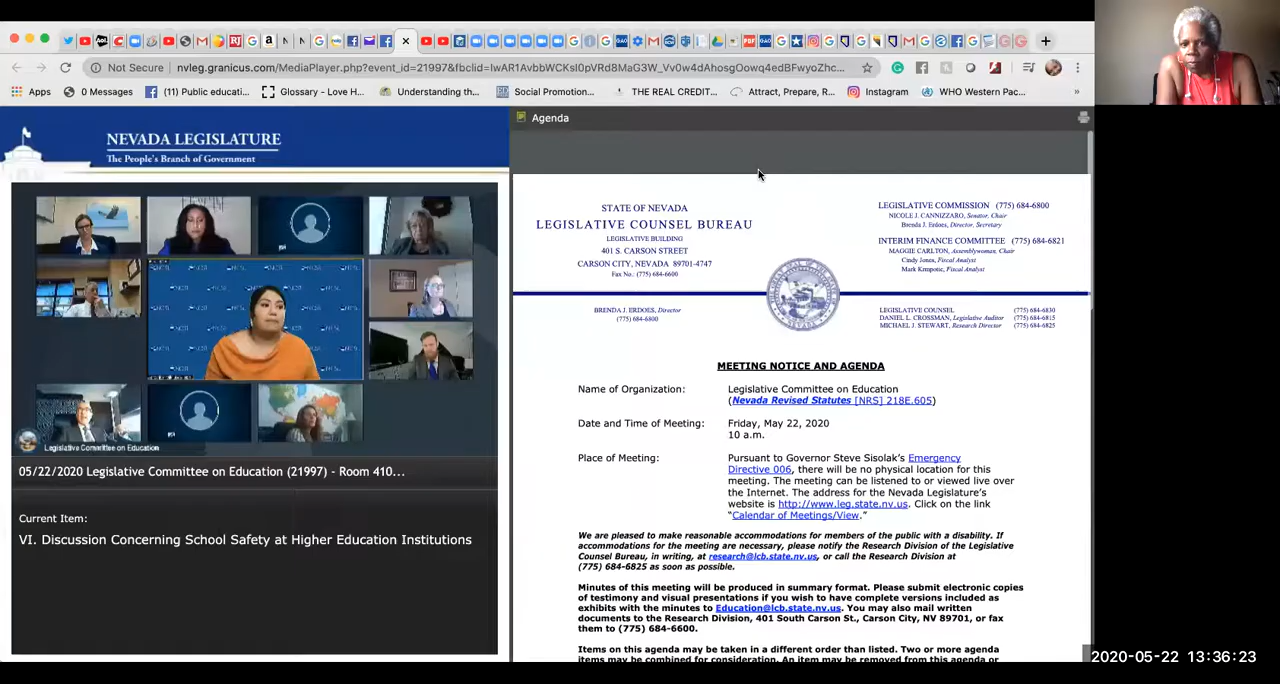 Not Secure
nvleg.granicus.com/MediaPlayer.php?event_id=21997&fbclid=IwAR1AvbbWCKsI0pVRd8MaG3W_Vv0w4dAhosgOowq4edBFwyoZhc...
Apps
0 Messages
(11) Public educati...
Glossary - Love H...
Understanding th...
Social Promotion...
THE REAL CREDIT...
Attract, Prepare, R...
Instagram
WHO Western Pac...
»
NEVADA LEGISLATURE
The People's Branch of Government
Legislative Committee on Education
05/22/2020 Legislative Committee on Education (21997) - Room 410...
Current Item:
VI. Discussion Concerning School Safety at Higher Education Institutions
Agenda
STATE OF NEVADA
LEGISLATIVE COUNSEL BUREAU
LEGISLATIVE BUILDING
401 S. CARSON STREET
CARSON CITY, NEVADA 89701-4747
Fax No.: (775) 684-6600
LEGISLATIVE COMMISSION (775) 684-6800
NICOLE J. CANNIZZARO, Senator, Chair
Brenda J. Erdoes, Director, Secretary
INTERIM FINANCE COMMITTEE (775) 684-6821
MAGGIE CARLTON, Assemblywoman, Chair
Cindy Jones, Fiscal Analyst
Mark Krmpotic, Fiscal Analyst
BRENDA J. ERDOES, Director
(775) 684-6800
LEGISLATIVE COUNSEL (775) 684-6830
DANIEL L. CROSSMAN, Legislative Auditor (775) 684-6815
MICHAEL J. STEWART, Research Director (775) 684-6825
MEETING NOTICE AND AGENDA
Name of Organization: Legislative Committee on Education
(Nevada Revised Statutes [NRS] 218E.605)
Date and Time of Meeting: Friday, May 22, 2020
10 a.m.
Place of Meeting: Pursuant to Governor Steve Sisolak's Emergency
Directive 006, there will be no physical location for this
meeting. The meeting can be listened to or viewed live over
the Internet. The address for the Nevada Legislature's
website is http://www.leg.state.nv.us. Click on the link
"Calendar of Meetings/View."
We are pleased to make reasonable accommodations for members of the public with a disability. If
accommodations for the meeting are necessary, please notify the Research Division of the Legislative
Counsel Bureau, in writing, at research@lcb.state.nv.us, or call the Research Division at
(775) 684-6825 as soon as possible.
Minutes of this meeting will be produced in summary format. Please submit electronic copies
of testimony and visual presentations if you wish to have complete versions included as
exhibits with the minutes to Education@lcb.state.nv.us. You may also mail written
documents to the Research Division, 401 South Carson St., Carson City, NV 89701, or fax
them to (775) 684-6600.
Items on this agenda may be taken in a different order than listed. Two or more agenda
items may be combined for consideration. An item may be removed from this agenda or
2020-05-22 13:36:23